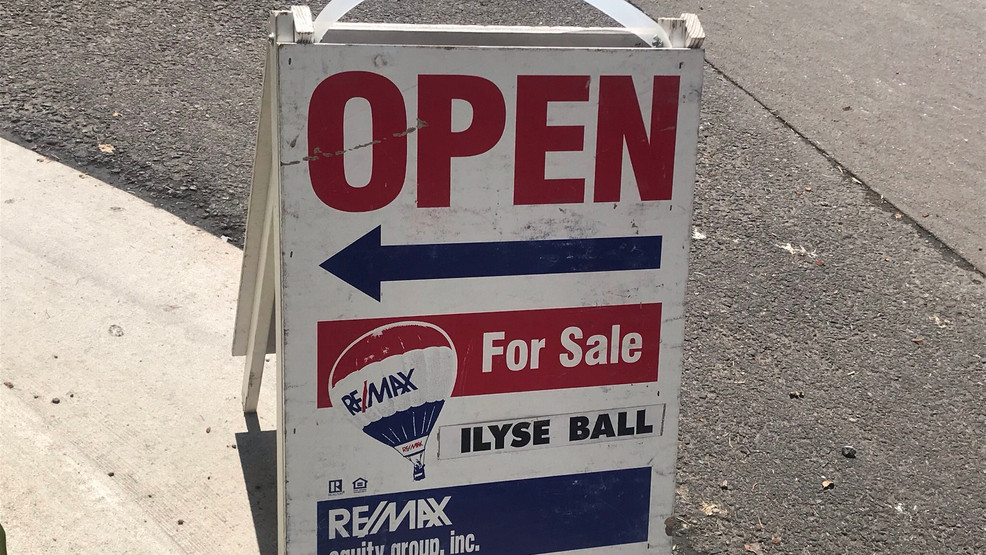 OPEN
For Sale
RE/MAX
RE/MAX
ILYSE BALL
RE/MAX
equity group, inc.